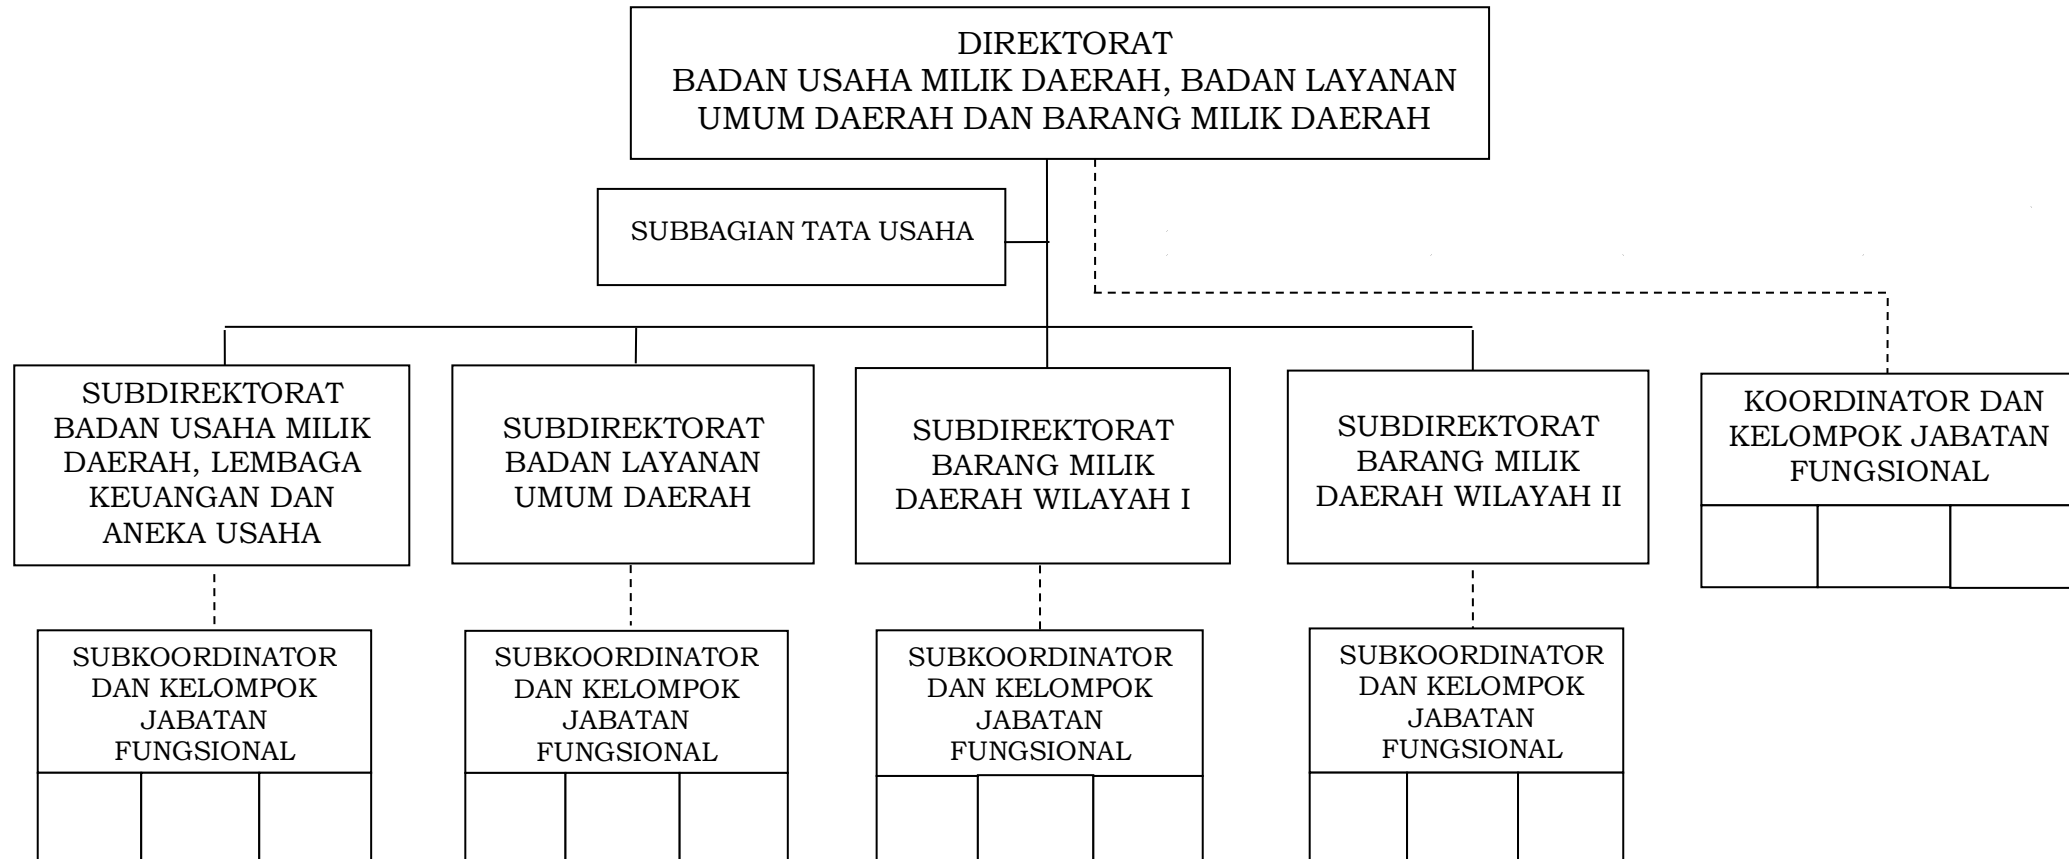 DIREKTORAT
BADAN USAHA MILIK DAERAH, BADAN LAYANAN
UMUM DAERAH DAN BARANG MILIK DAERAH
SUBBAGIAN TATA USAHA
SUBDIREKTORAT
BADAN USAHA MILIK
DAERAH, LEMBAGA
KEUANGAN DAN
ANEKA USAHA
SUBDIREKTORAT
BADAN LAYANAN
UMUM DAERAH
SUBDIREKTORAT
BARANG MILIK
DAERAH WILAYAH I
SUBDIREKTORAT
BARANG MILIK
DAERAH WILAYAH II
KOORDINATOR DAN
KELOMPOK JABATAN
FUNGSIONAL
SUBKOORDINATOR
DAN KELOMPOK
JABATAN
FUNGSIONAL
SUBKOORDINATOR
DAN KELOMPOK
JABATAN
FUNGSIONAL
SUBKOORDINATOR
DAN KELOMPOK
JABATAN
FUNGSIONAL
SUBKOORDINATOR
DAN KELOMPOK
JABATAN
FUNGSIONAL